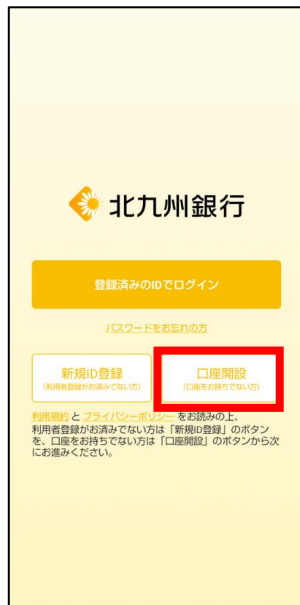 北九州銀行
登録済みのIDでログイン
パスワードをお忘れの方
新規ID登録
(利用者登録がお済みでない方)
口座開設
(口座をお持ちでない方)
利用規約 と プライバシーポリシー をお読みの上、
利用者登録がお済みでない方は「新規ID登録」のボタン
を、口座をお持ちでない方は「口座開設」のボタンから次
にお進みください。